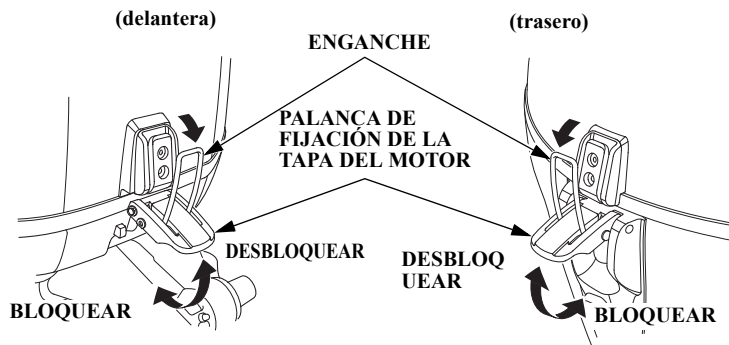 (delantera)
(trasero)
ENGANCHE
PALANCA DE
FIJACIÓN DE LA
TAPA DEL MOTOR
DESBLOQUEAR
BLOQUEAR
DESBLOQ
UEAR
BLOQUEAR